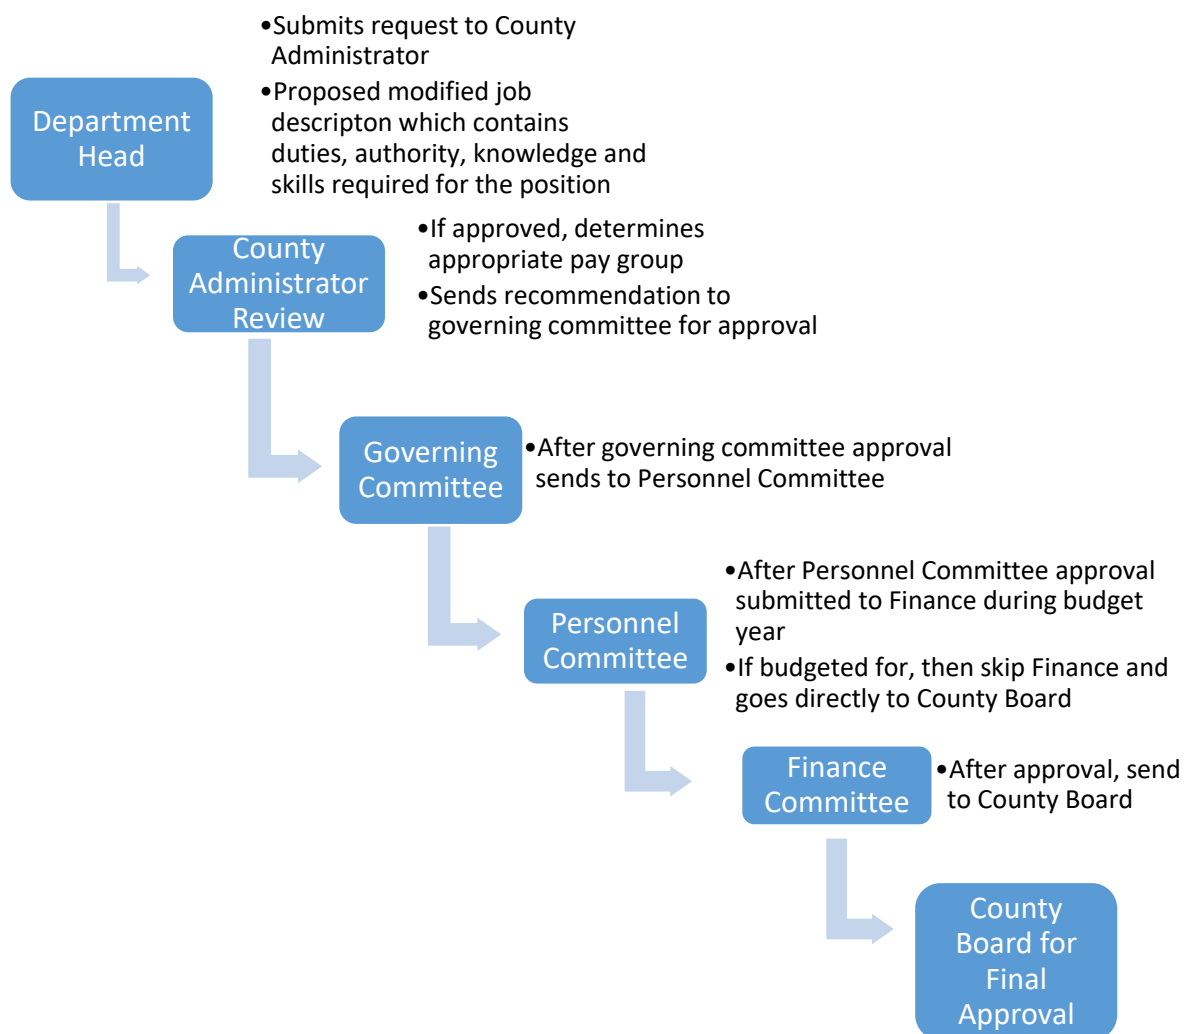 •Submits request to County
Administrator
•Proposed modified job
descripton which contains
duties, authority, knowledge and
skills required for the position
Department
Head
•If approved, determines
appropriate pay group
•Sends recommendation to
governing committee for approval
County
Administrator
Review
Governing
Committee
•After governing committee approval
sends to Personnel Committee
•After Personnel Committee approval
submitted to Finance during budget
year
•If budgeted for, then skip Finance and
goes directly to County Board
Personnel
Committee
Finance
Committee
•After approval, send
to County Board
County
Board for
Final
Approval